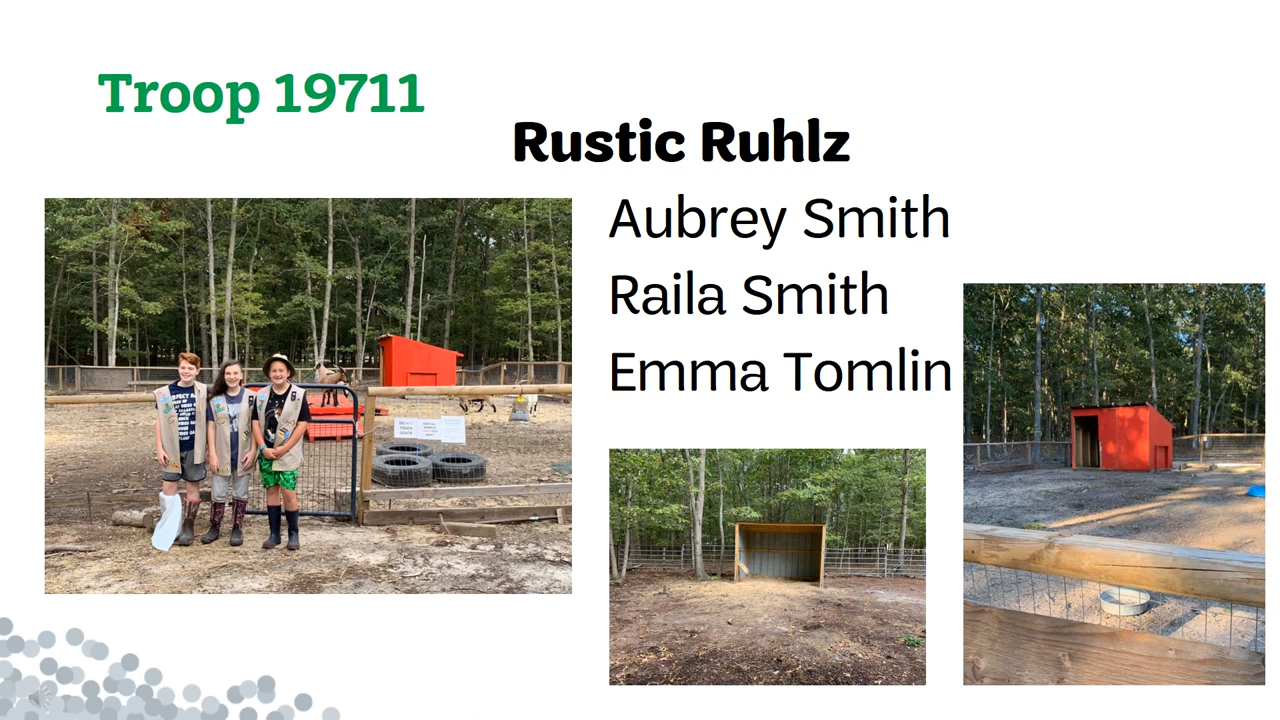 Troop 19711
Rustic Ruhlz
Aubrey Smith
Raila Smith
Emma Tomlin